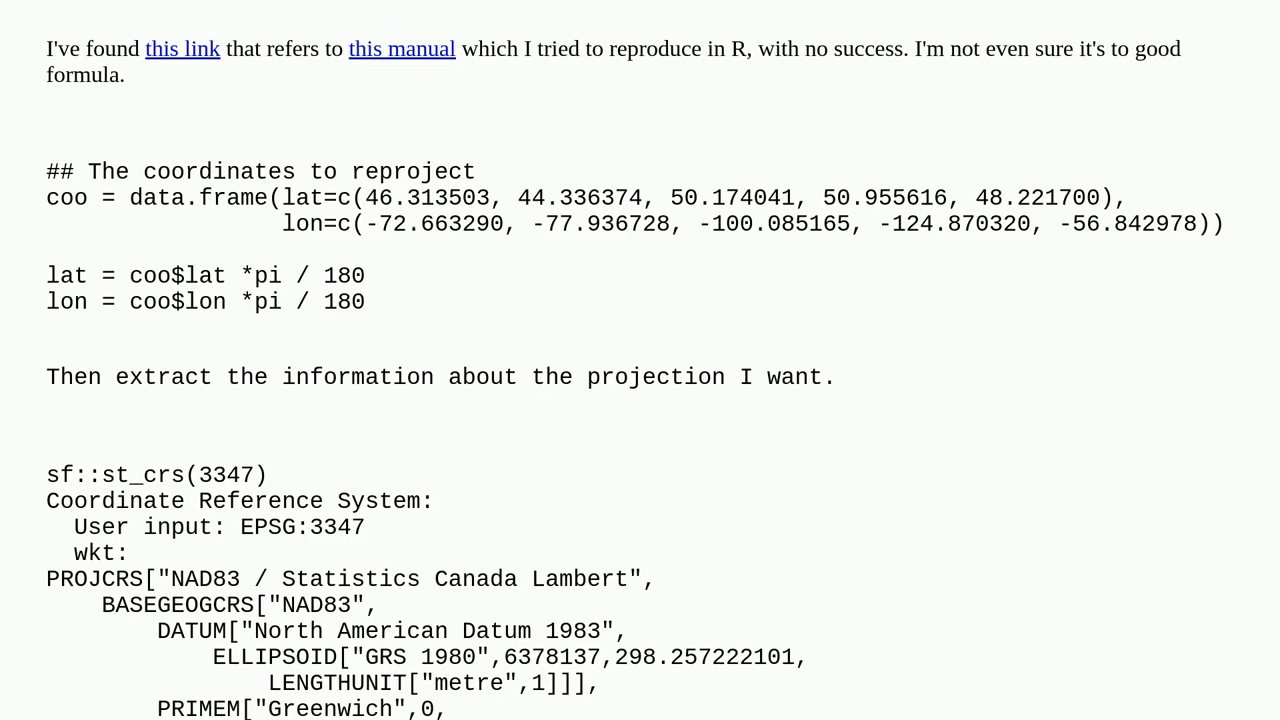 I've found this link that refers to this manual which I tried to reproduce in R, with no success. I'm not even sure it's to good
formula.
## The coordinates to reproject
coo = data.frame(lat=c(46.313503, 44.336374, 50.174041, 50.955616, 48.221700),
                 lon=c(-72.663290, -77.936728, -100.085165, -124.870320, -56.842978))
lat = coo$lat *pi / 180
lon = coo$lon *pi / 180
Then extract the information about the projection I want.
sf::st_crs(3347)
Coordinate Reference System:
  User input: EPSG:3347
  wkt:
PROJCRS["NAD83 / Statistics Canada Lambert",
    BASEGEOGCRS["NAD83",
        DATUM["North American Datum 1983",
            ELLIPSOID["GRS 1980",6378137,298.257222101,
                LENGTHUNIT["metre",1]]],
        PRIMEM["Greenwich",0,